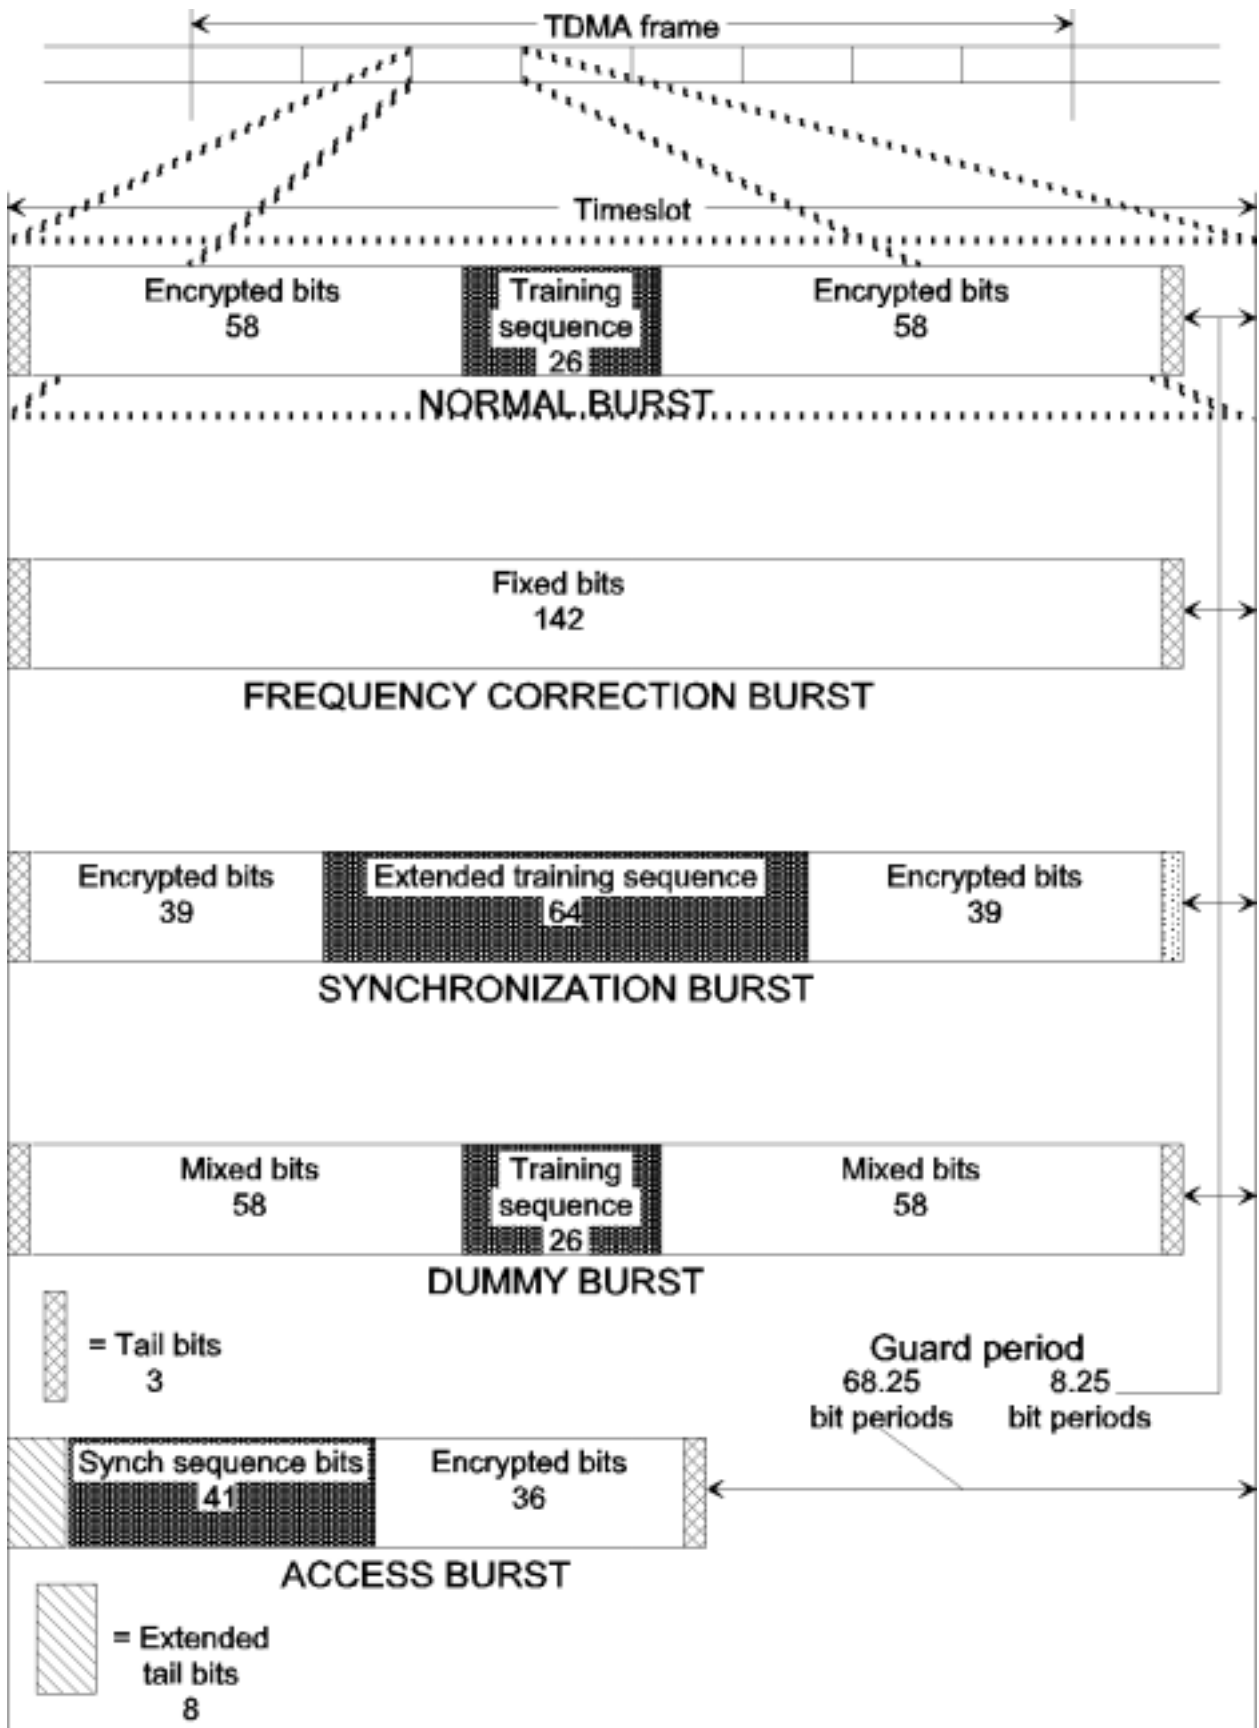 TDMA frame
Timeslot
Encrypted bits
58
Training
sequence
26
Encrypted bits
58
NORMAL BURST
Fixed bits
142
FREQUENCY CORRECTION BURST
Encrypted bits
39
Extended training sequence
64
Encrypted bits
39
SYNCHRONIZATION BURST
Mixed bits
58
Training
sequence
26
Mixed bits
58
DUMMY BURST
= Tail bits
3
Guard period
68.25
bit periods
8.25
bit periods
Synch sequence bits
41
Encrypted bits
36
ACCESS BURST
= Extended
tail bits
8